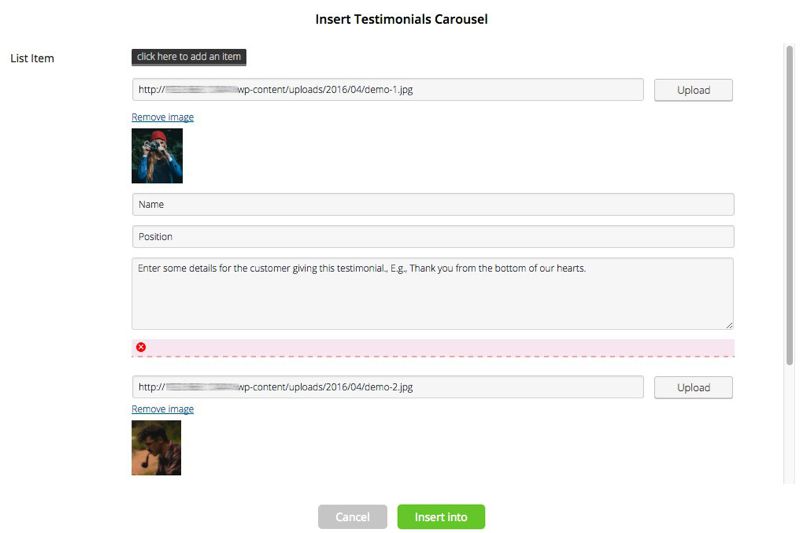 Insert Testimonials Carousel
List Item
click here to add an item
http:// wp-content/uploads/2016/04/demo-1.jpg
Upload
Remove image
Name
Position
Enter some details for the customer giving this testimonial., E.g., Thank you from the bottom of our hearts.
http:// wp-content/uploads/2016/04/demo-2.jpg
Upload
Remove image
Cancel
Insert into